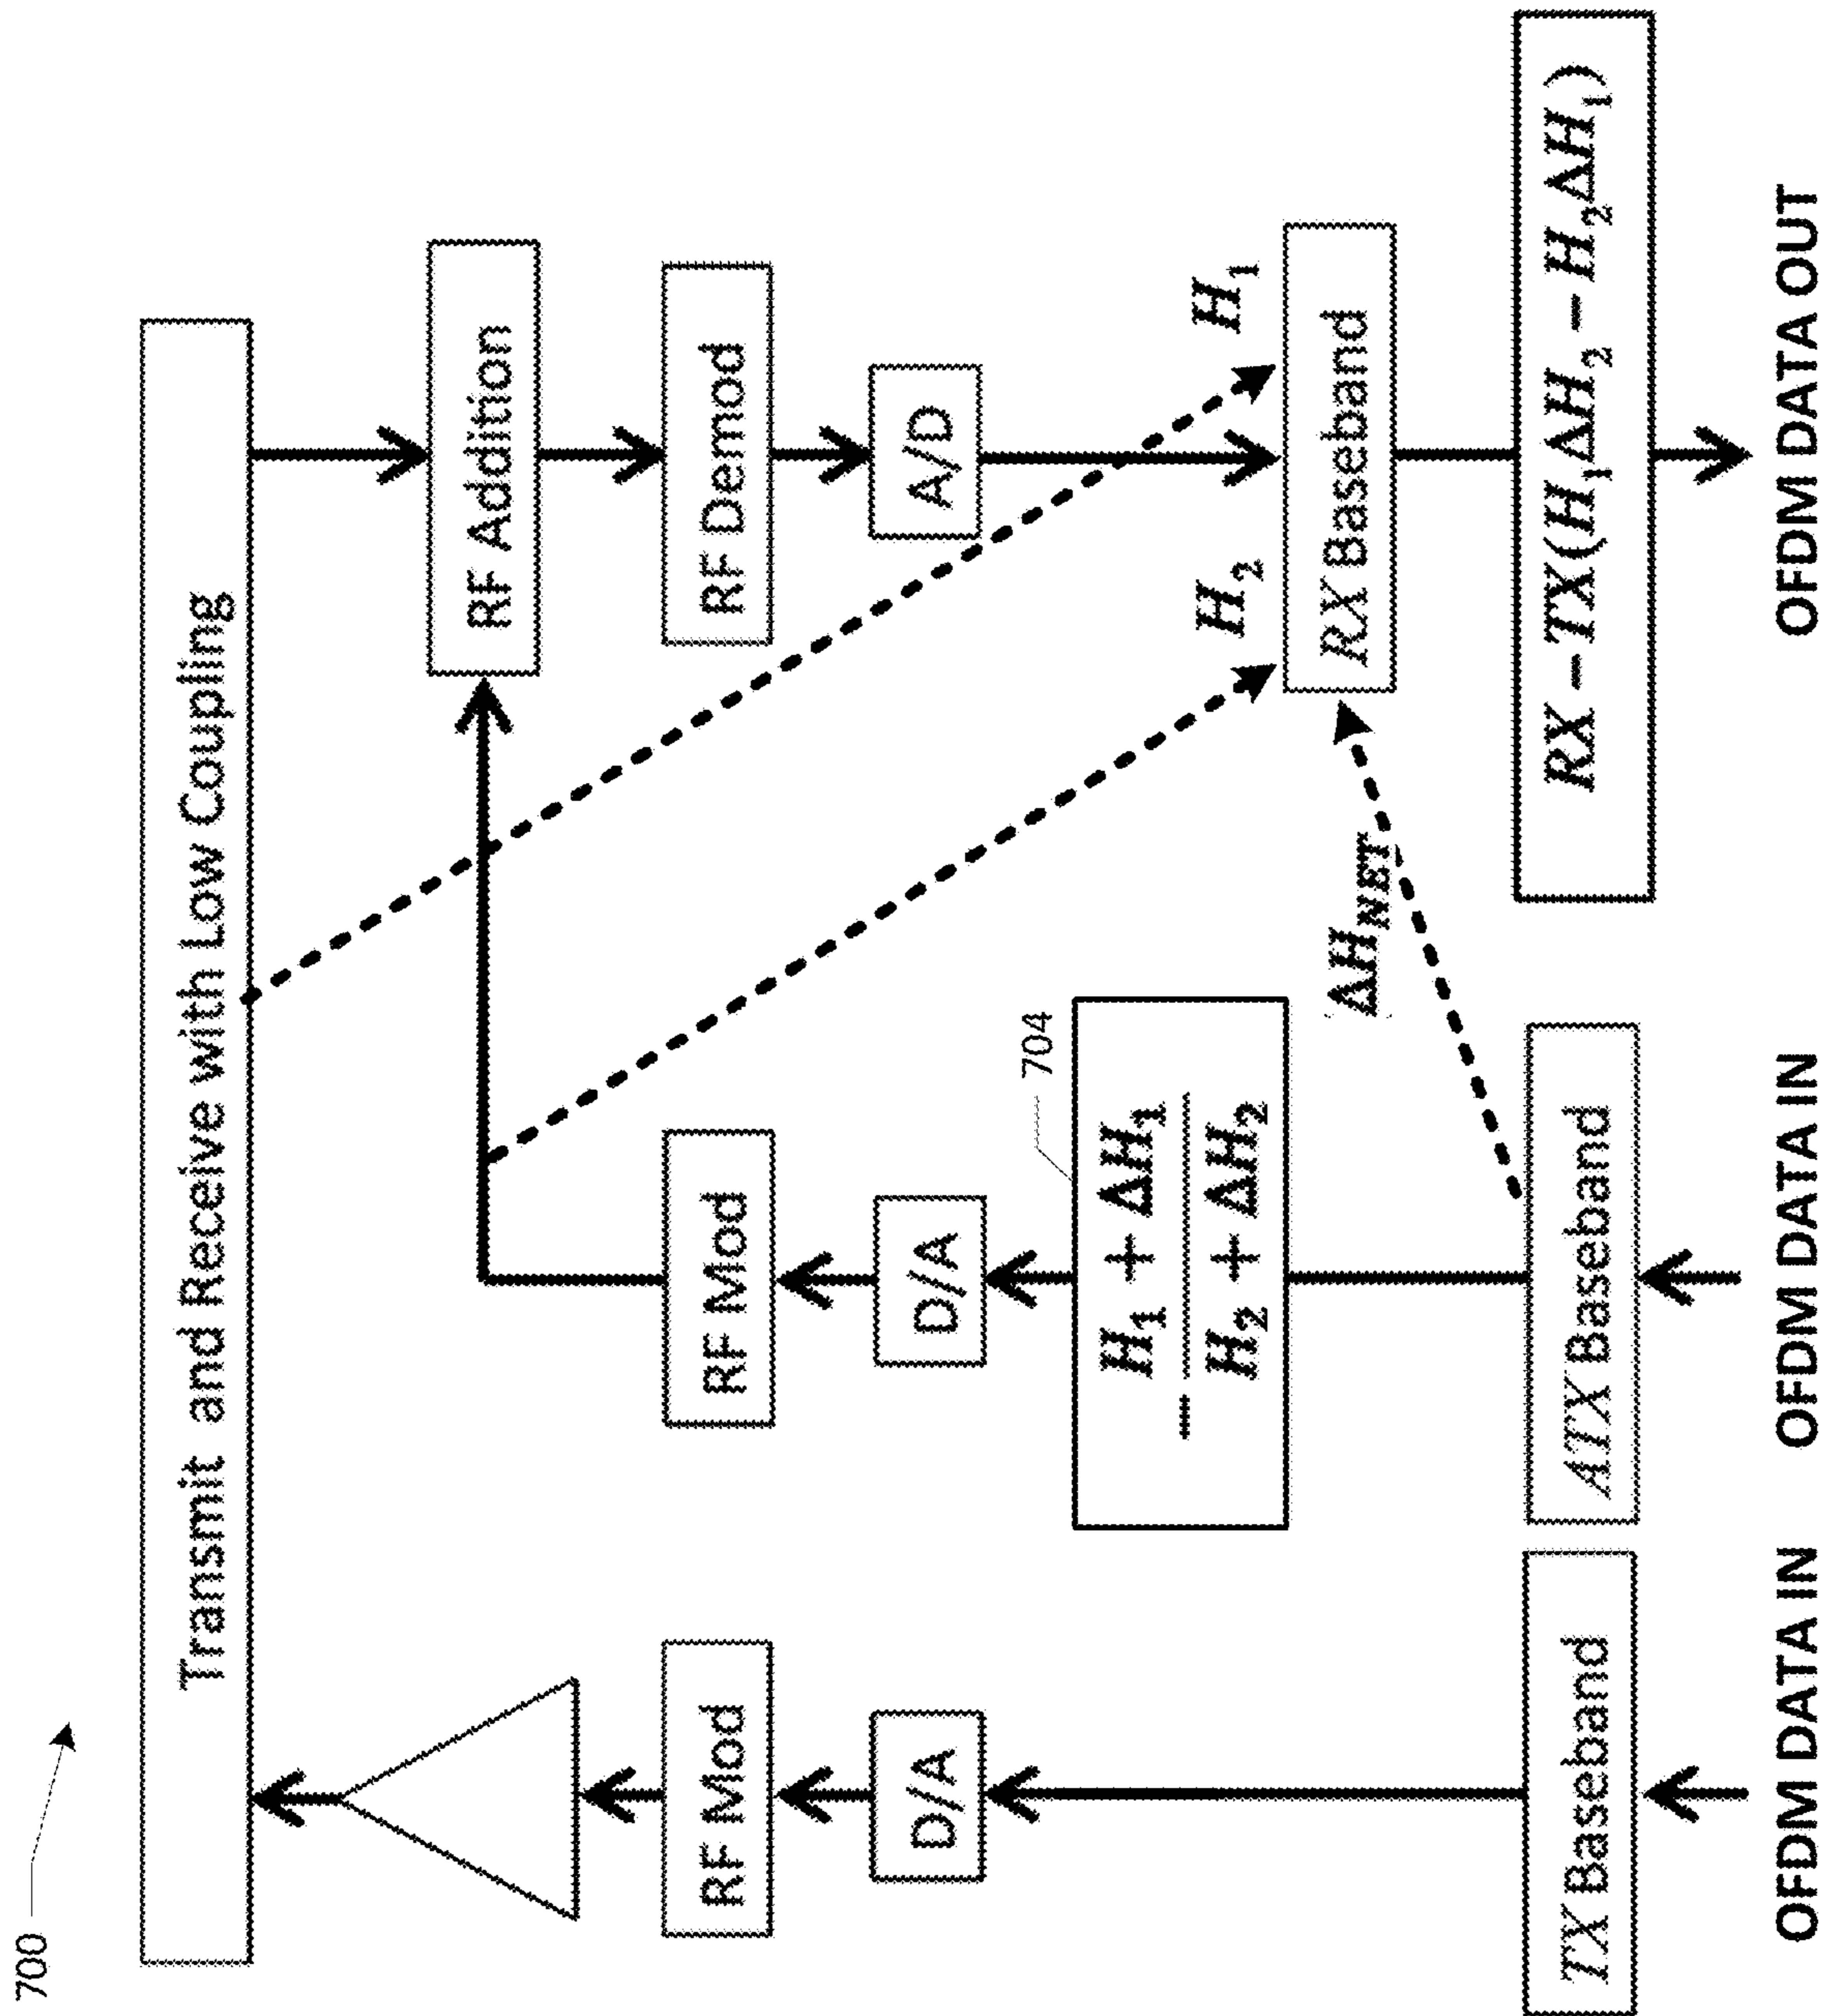 700
Transmit and Receive with Low Coupling
RF Mod
D/A
TX Baseband
OFDM DATA IN
RF Mod
D/A
704
− (H₁ + ΔH₁) / (H₂ + ΔH₂)
ATX Baseband
OFDM DATA IN
ΔH_NET
RF Addition
RF Demod
A/D
H₂
H₁
RX Baseband
RX −TX(H₁ΔH₂ − H₂ΔH₁)
OFDM DATA OUT